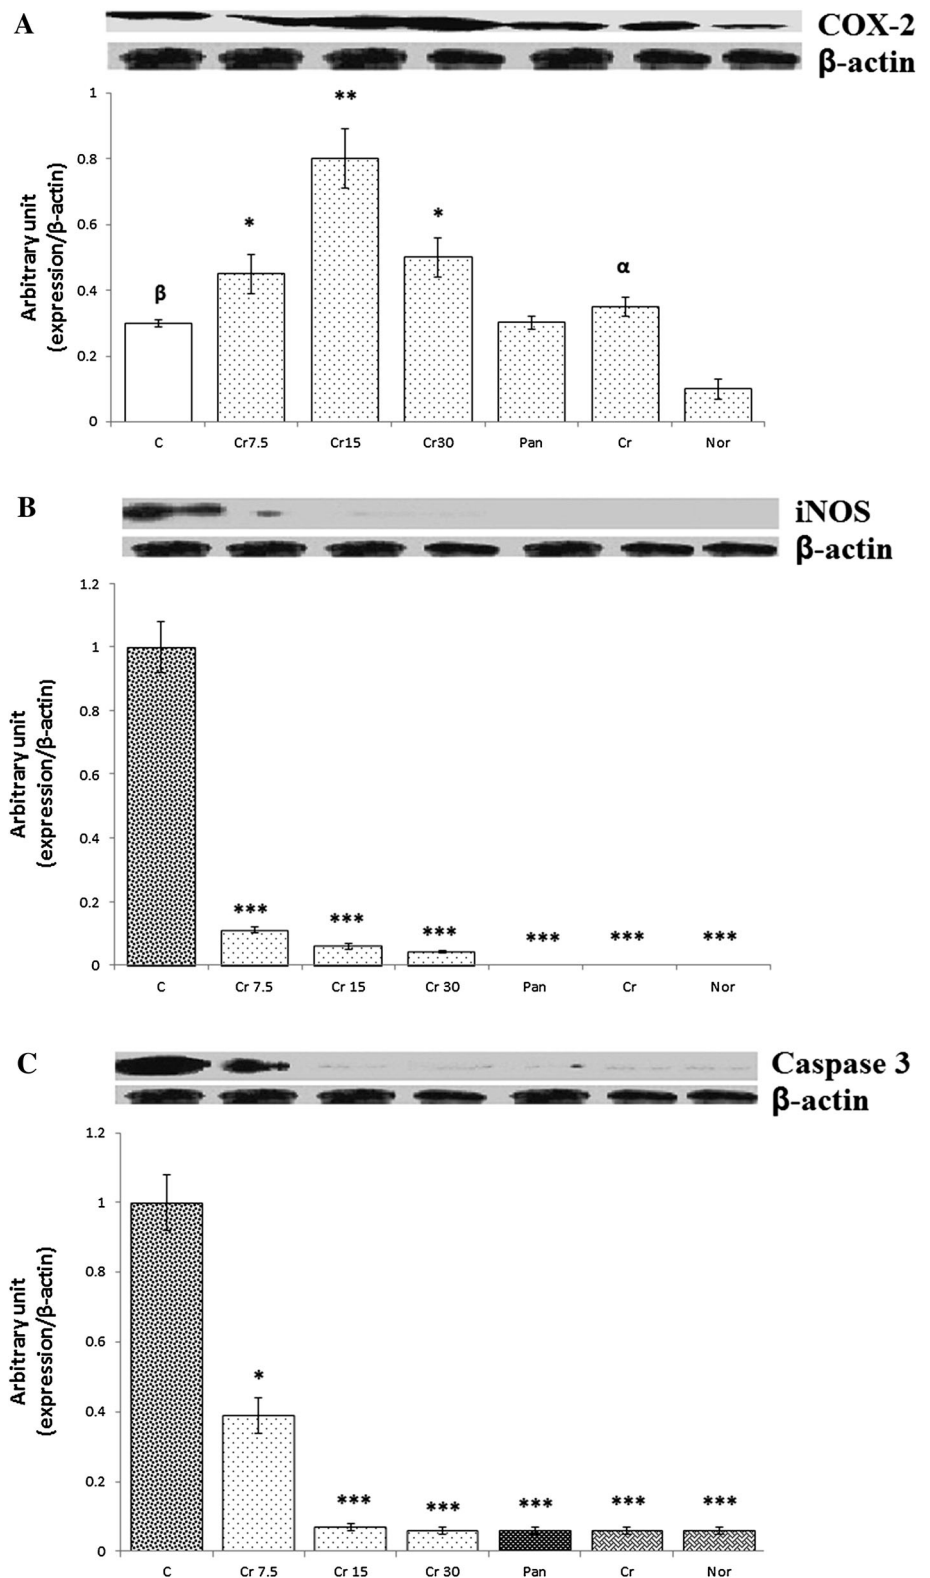 A
COX-2
β-actin
Arbitrary unit
(expression/β-actin)
1
0.8
0.6
0.4
0.2
0
β
*
**
*
α
C
Cr7.5
Cr15
Cr30
Pan
Cr
Nor
B
iNOS
β-actin
Arbitrary unit
(expression/β-actin)
1.2
1
0.8
0.6
0.4
0.2
0
***
***
***
***
***
***
C
Cr 7.5
Cr 15
Cr 30
Pan
Cr
Nor
C
Caspase 3
β-actin
Arbitrary unit
(expression/β-actin)
1.2
1
0.8
0.6
0.4
0.2
0
*
***
***
***
***
***
C
Cr 7.5
Cr 15
Cr 30
Pan
Cr
Nor